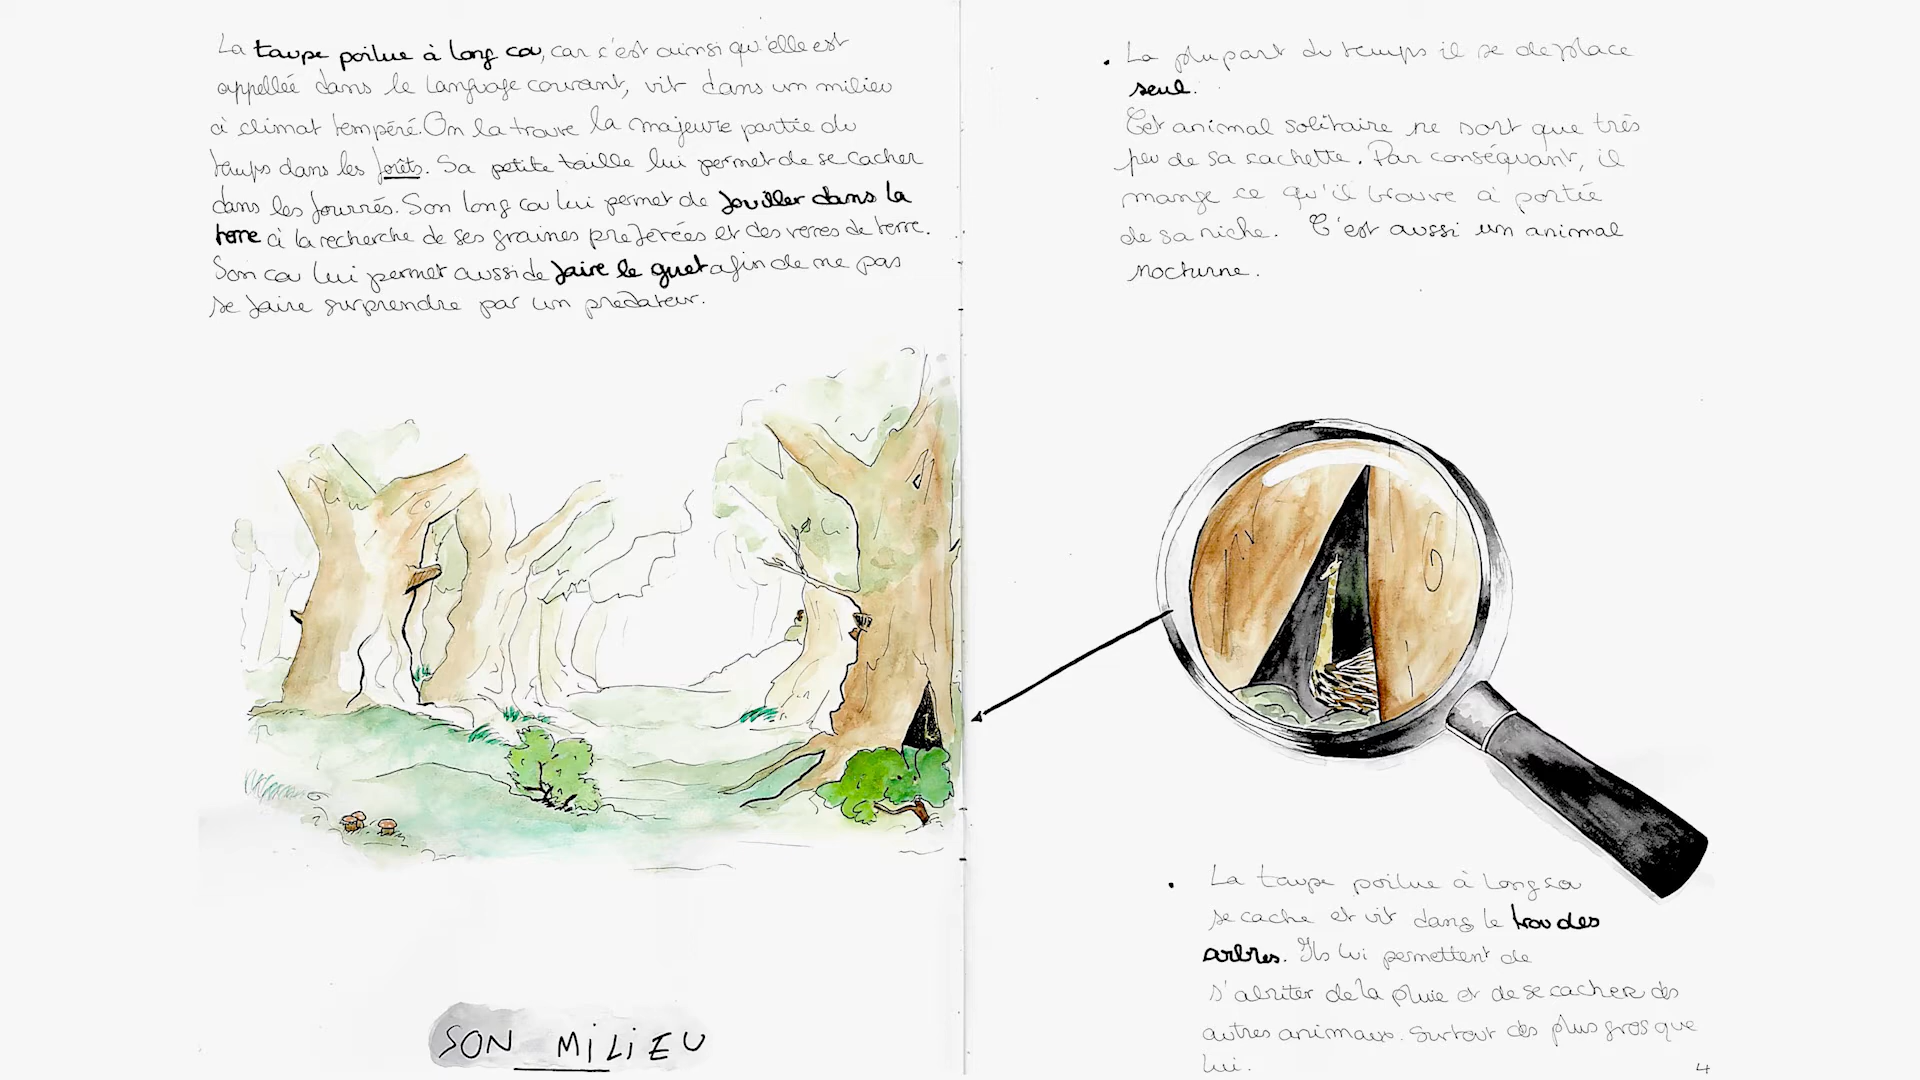 La taupe poilue à long cou, car c'est ainsi qu'elle est
appellée dans le language courant, vit dans un milieu
à climat tempéré. On la trouve la majeure partie du
temps dans les forêts. Sa petite taille lui permet de se cacher
dans les fourrés. Son long cou lui permet de fouiller dans la
terre à la recherche de ses graines préférées et des verres de terre.
Son cou lui permet aussi de faire le guet afin de ne pas
se faire surprendre par un prédateur.
SON MILIEU
• La plupart du temps il se déplace
seul.
Cet animal solitaire ne sort que très
peu de sa cachette. Par conséquant, il
mange ce qu'il trouve à portée
de sa niche. C'est aussi un animal
nocturne.
• La taupe poilue à long cou
se cache et vit dans le trou des
arbres. Ils lui permettent de
s'abriter de la pluie et de se cacher des
autres animaux. Surtout des plus gros que
lui.
4